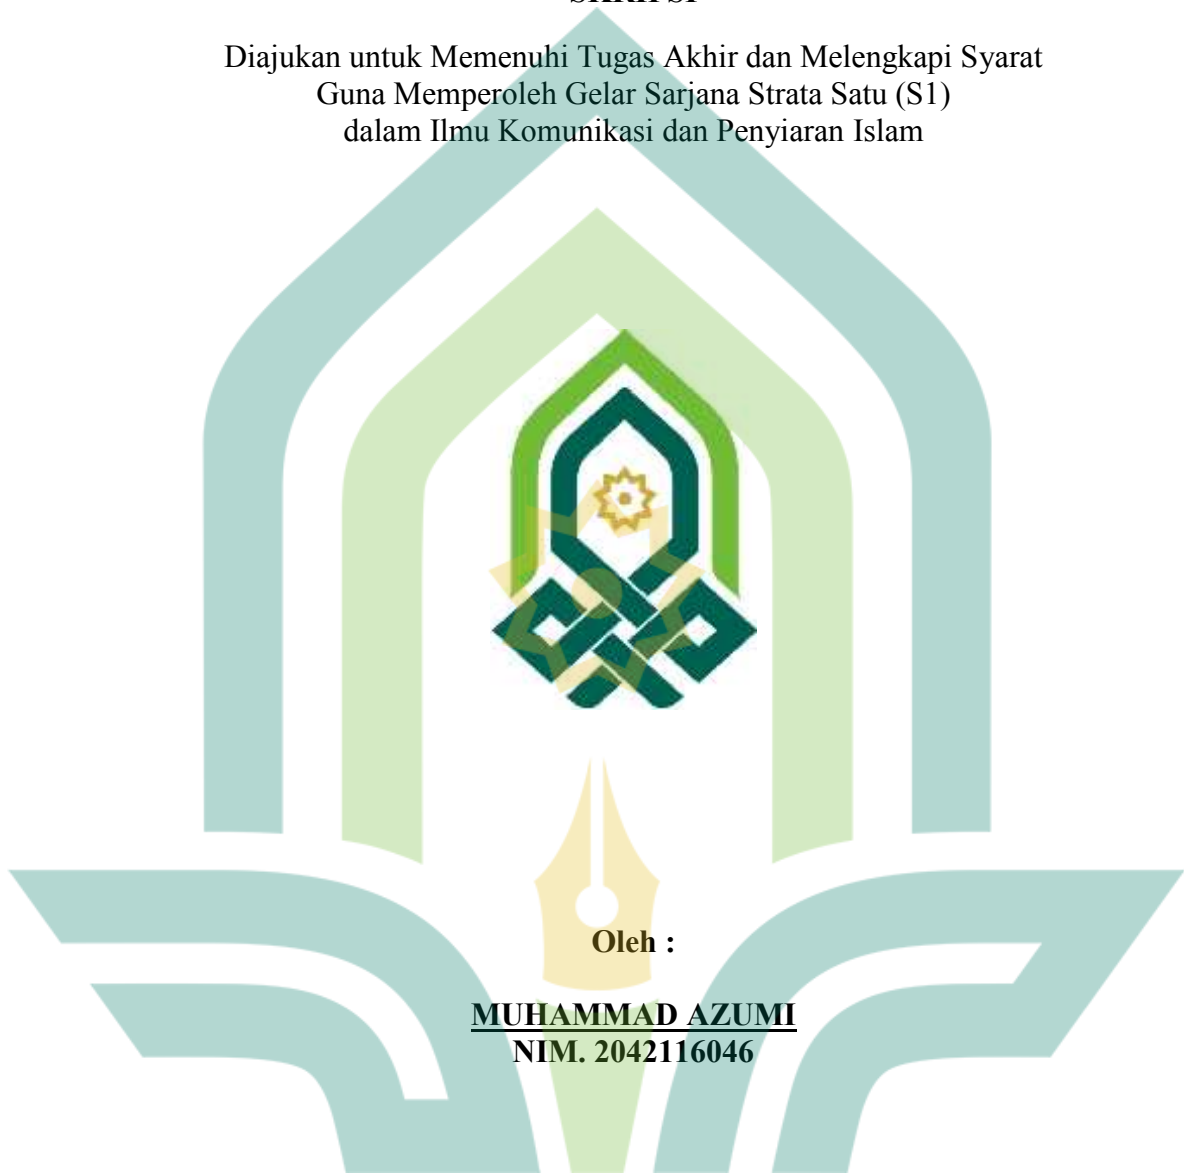 Diajukan untuk Memenuhi Tugas Akhir dan Melengkapi Syarat
Guna Memperoleh Gelar Sarjana Strata Satu (S1)
dalam Ilmu Komunikasi dan Penyiaran Islam
Oleh :
MUHAMMAD AZUMI
NIM. 2042116046